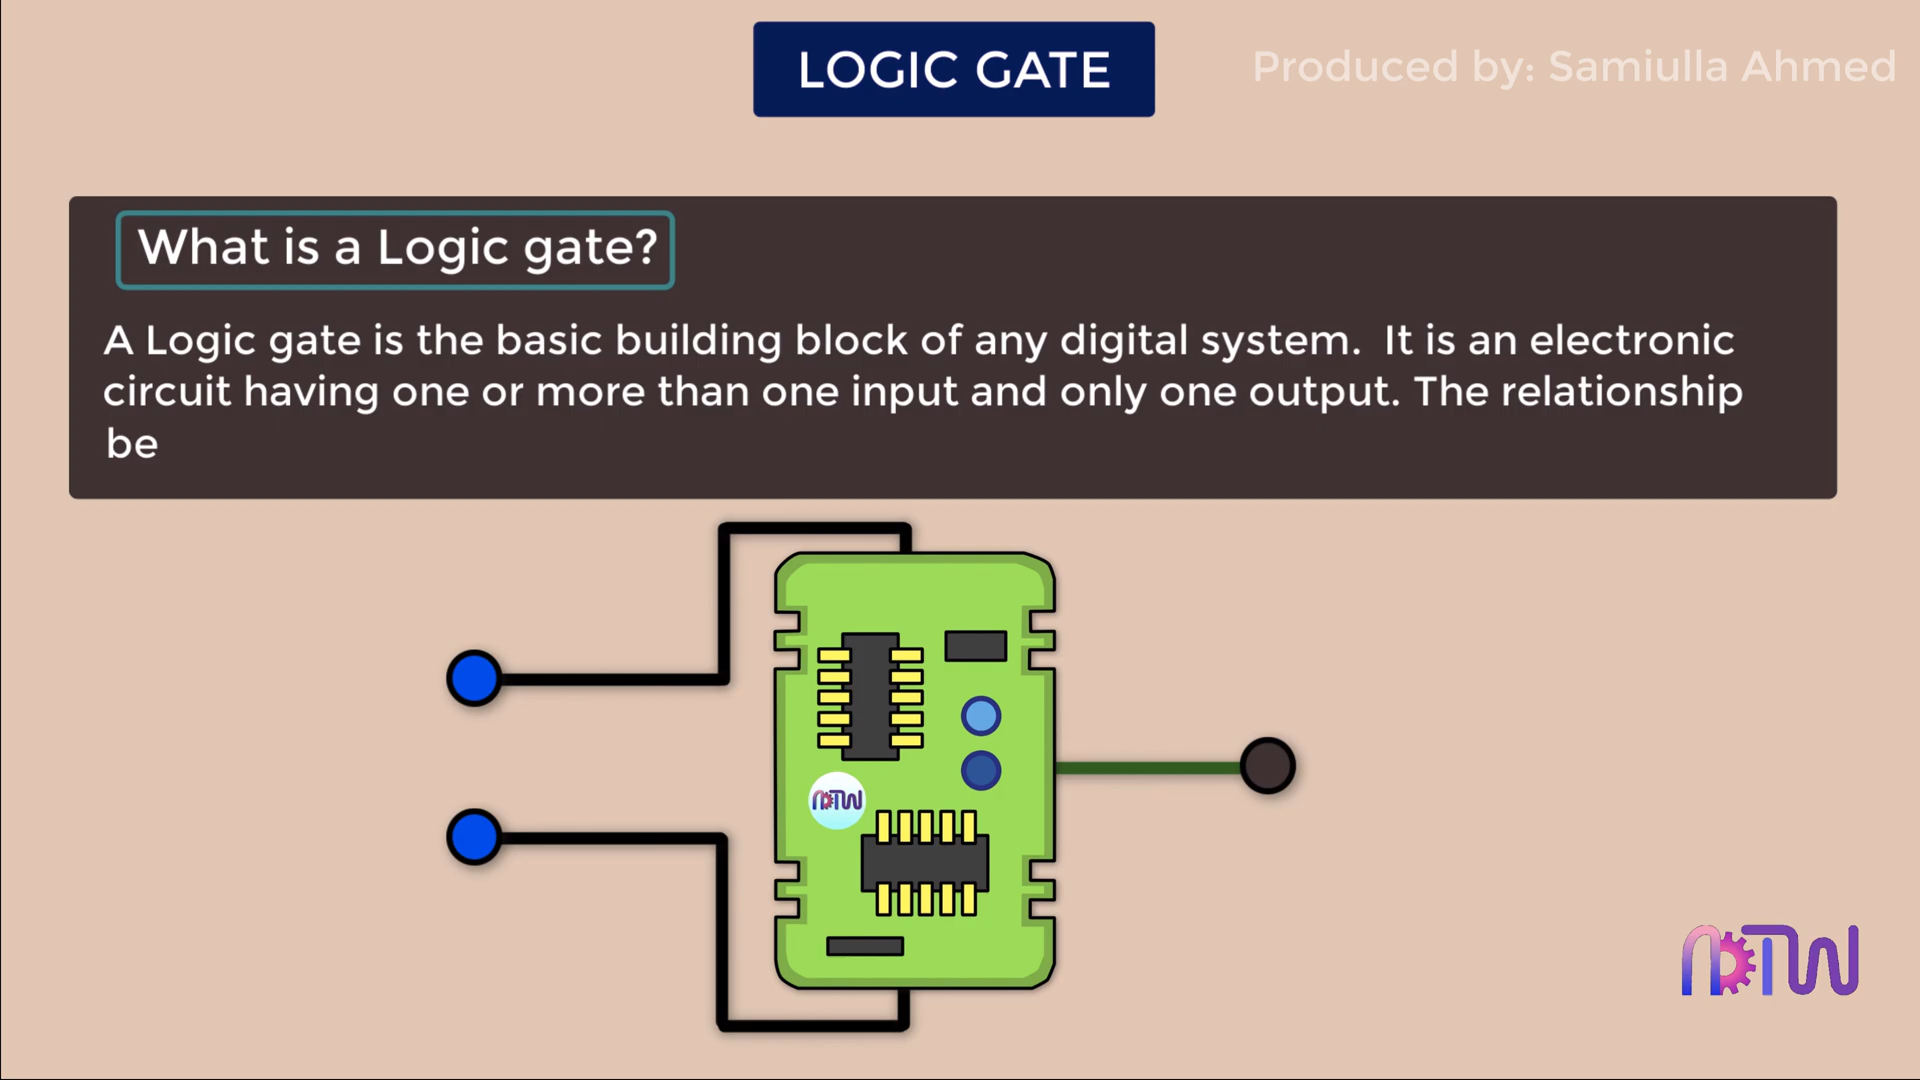 LOGIC GATE
Produced by: Samiulla Ahmed
What is a Logic gate?
A Logic gate is the basic building block of any digital system. It is an electronic
circuit having one or more than one input and only one output. The relationship
be